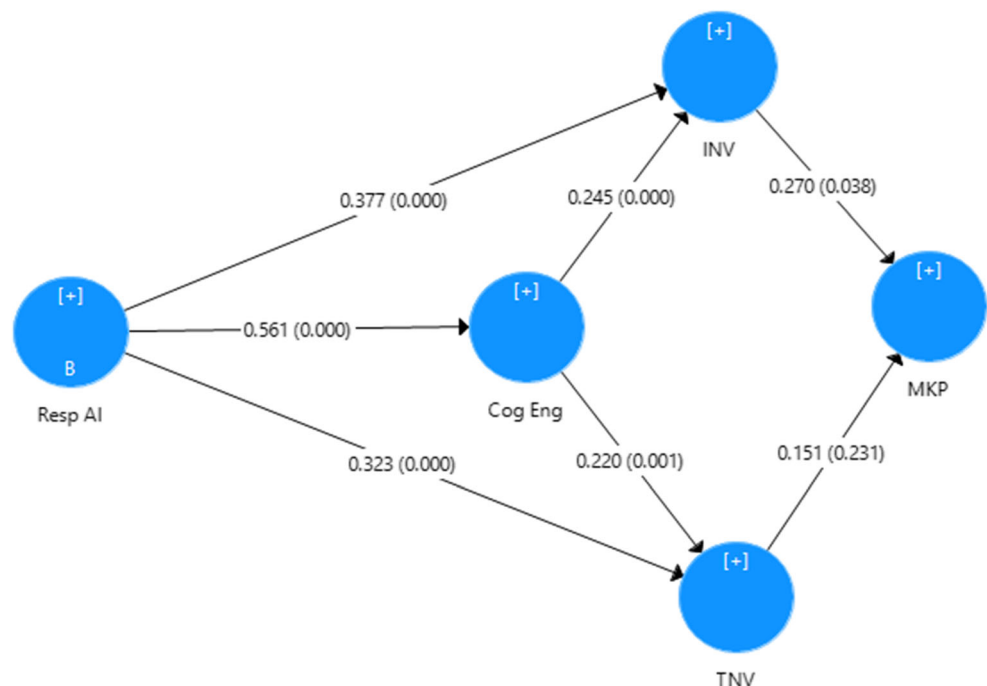 [+]
INV
0.377 (0.000)
0.245 (0.000)
0.270 (0.038)
[+]
B
Resp AI
0.561 (0.000)
[+]
Cog Eng
[+]
MKP
0.323 (0.000)
0.220 (0.001)
0.151 (0.231)
[+]
TNV